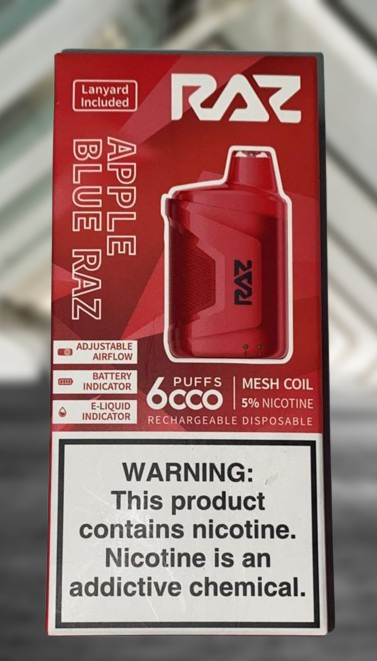 Lanyard
Included
RAZ
APPLE
BLUE RAZ
RAZ
ADJUSTABLE
AIRFLOW
BATTERY
INDICATOR
E-LIQUID
INDICATOR
6000 PUFFS
MESH COIL
5% NICOTINE
RECHARGEABLE DISPOSABLE
WARNING:
This product
contains nicotine.
Nicotine is an
addictive chemical.